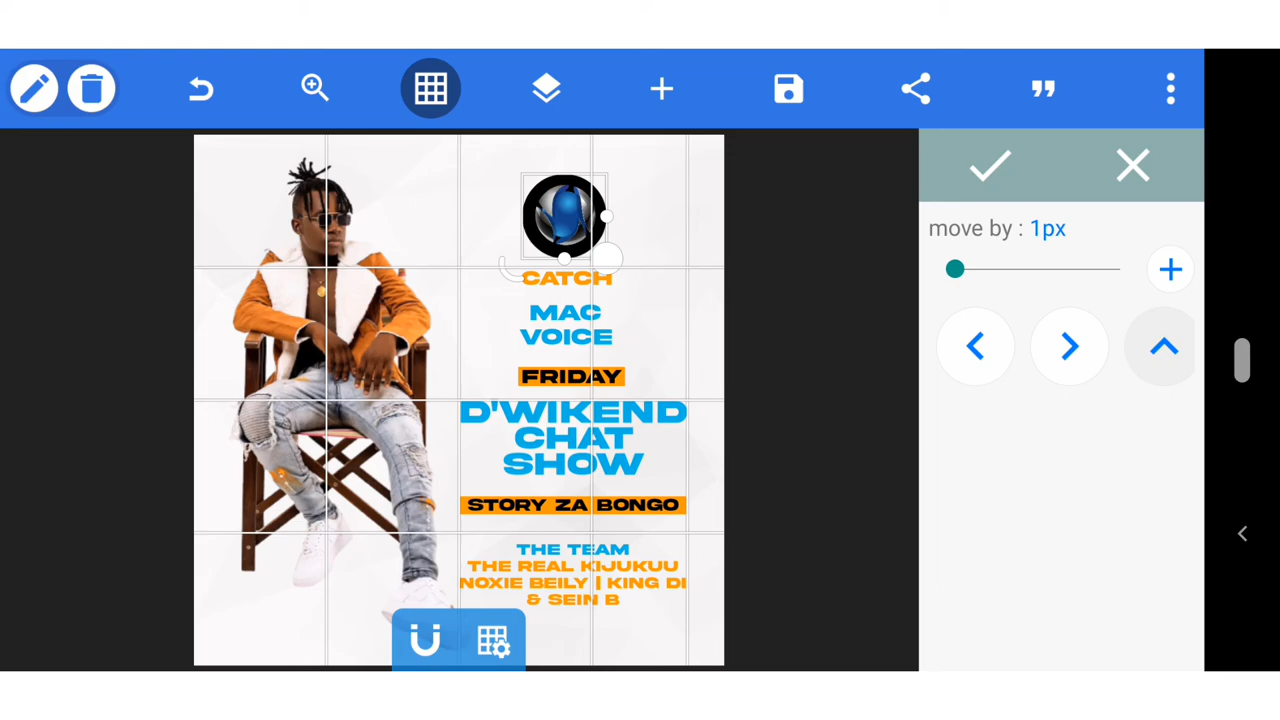 move by : 1px
CATCH
MAC
VOICE
FRIDAY
D'WIKEND
CHAT
SHOW
STORY ZA BONGO
THE TEAM
THE REAL KIJUKUU
NOXIE BEILY | KING DI
& SEIN B